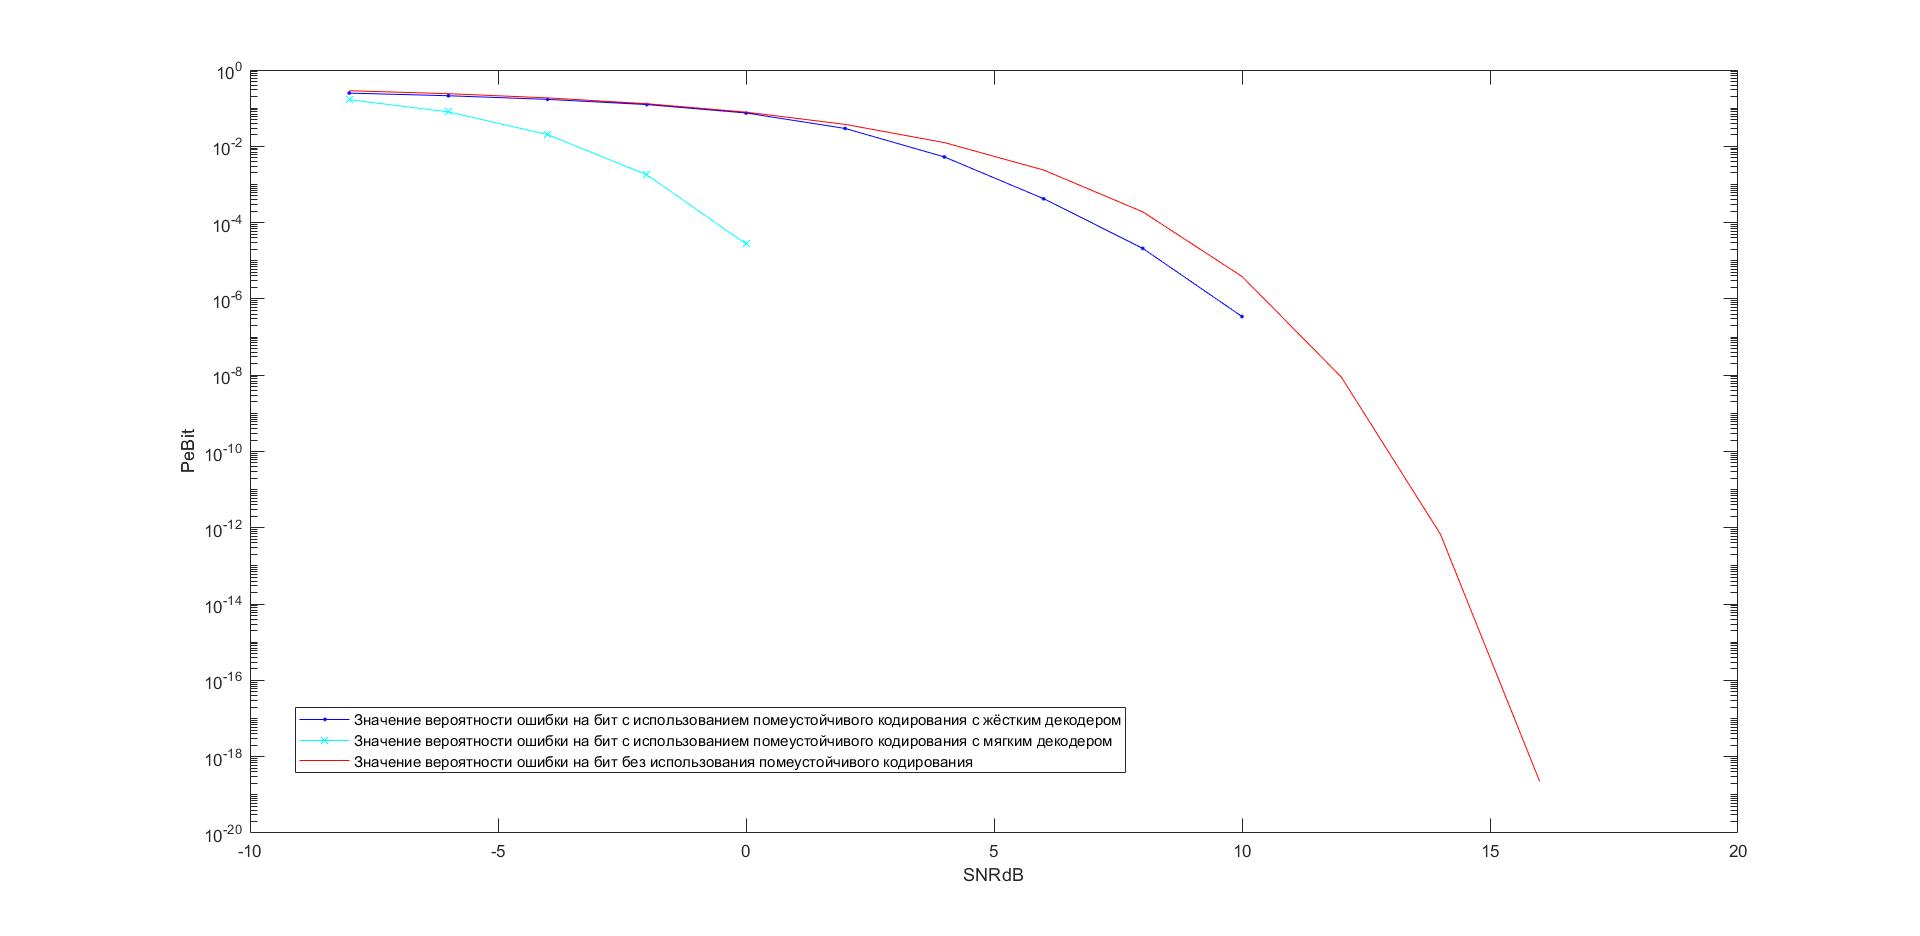 10^0
10^-2
10^-4
10^-6
10^-8
10^-10
10^-12
10^-14
10^-16
10^-18
10^-20
PeBit
Значение вероятности ошибки на бит с использованием помеустойчивого кодирования с жёстким декодером
Значение вероятности ошибки на бит с использованием помеустойчивого кодирования с мягким декодером
Значение вероятности ошибки на бит без использования помеустойчивого кодирования
-10 -5 0 5 10 15 20
SNRdB